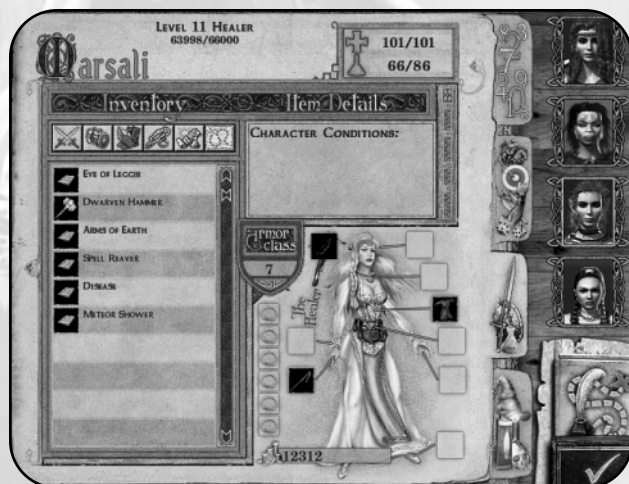 LEVEL 11 HEALER
63998/66000
Marsali
101/101
66/86
Inventory
Item Details
CHARACTER CONDITIONS:
EYE OF LEGGIB
DWARVEN HAMMER
ARMS OF EARTH
SPELL REAVER
DISEASE
METEOR SHOWER
Armor
Class
7
The Healer
12312